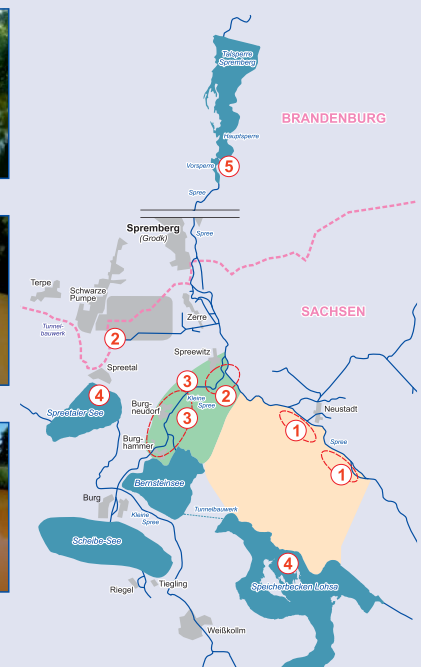 Talsperre
Spremberg
BRANDENBURG
Hauptsperre
Vorsperre
5
Spree
Spremberg
(Grodk)
Spree
Terpe
Schwarze
Pumpe
SACHSEN
Tunnel-
bauwerk
Zerre
2
Spreewitz
Spreetal
3
4
Kleine
Spree
2
Burg-
neudorf
3
Neustadt
Spreetaler See
1
Burg-
hammer
Spree
1
Bernsteinsee
Burg
Kleine
Spree
Tunnelbauwerk
Scheibe-See
4
Riegel
Tiegling
Speicherbecken Lohsa
Weißkollm